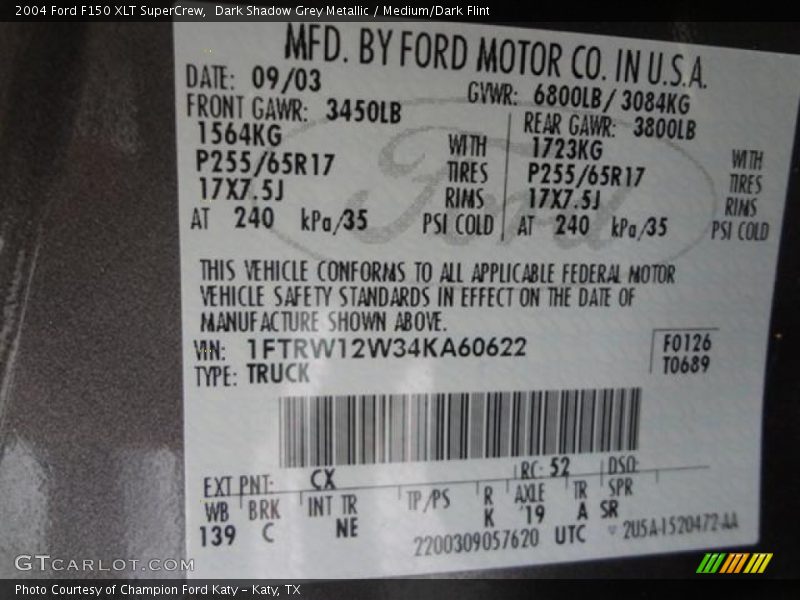 2004 Ford F150 XLT SuperCrew,  Dark Shadow Grey Metallic / Medium/Dark Flint
MFD. BY FORD MOTOR CO. IN U.S.A.
DATE: 09/03 GVWR: 6800LB/ 3084KG
FRONT GAWR: 3450LB REAR GAWR: 3800LB
1564KG WITH 1723KG WITH
P255/65R17 TIRES P255/65R17 TIRES
17X7.5J RIMS 17X7.5J RIMS
AT 240 kPa/35 PSI COLD AT 240 kPa/35 PSI COLD
Ford
THIS VEHICLE CONFORMS TO ALL APPLICABLE FEDERAL MOTOR
VEHICLE SAFETY STANDARDS IN EFFECT ON THE DATE OF
MANUFACTURE SHOWN ABOVE.
VIN: 1FTRW12W34KA60622 F0126
TYPE: TRUCK T0689
EXT PNT: CX RC: 52 DSO:
WB BRK INT TR TP/PS R AXLE TR SPR
139 C NE K 19 A SR
2200309057620 UTC 2U5A-1520472-AA
GTCARLOT.COM
Photo Courtesy of Champion Ford Katy – Katy, TX